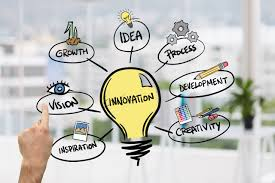 IDEA
GROWTH
PROCESS
VISION
INNOVATION
DEVELOPMENT
CREATIVITY
INSPIRATION